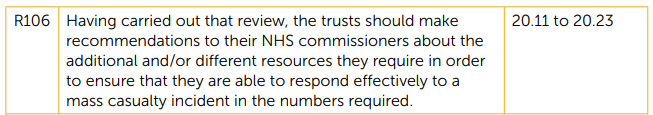 R106 Having carried out that review, the trusts should make 20.11 to 20.23
recommendations to their NHS commissioners about the
additional and/or different resources they require in order
to ensure that they are able to respond effectively to a
mass casualty incident in the numbers required.